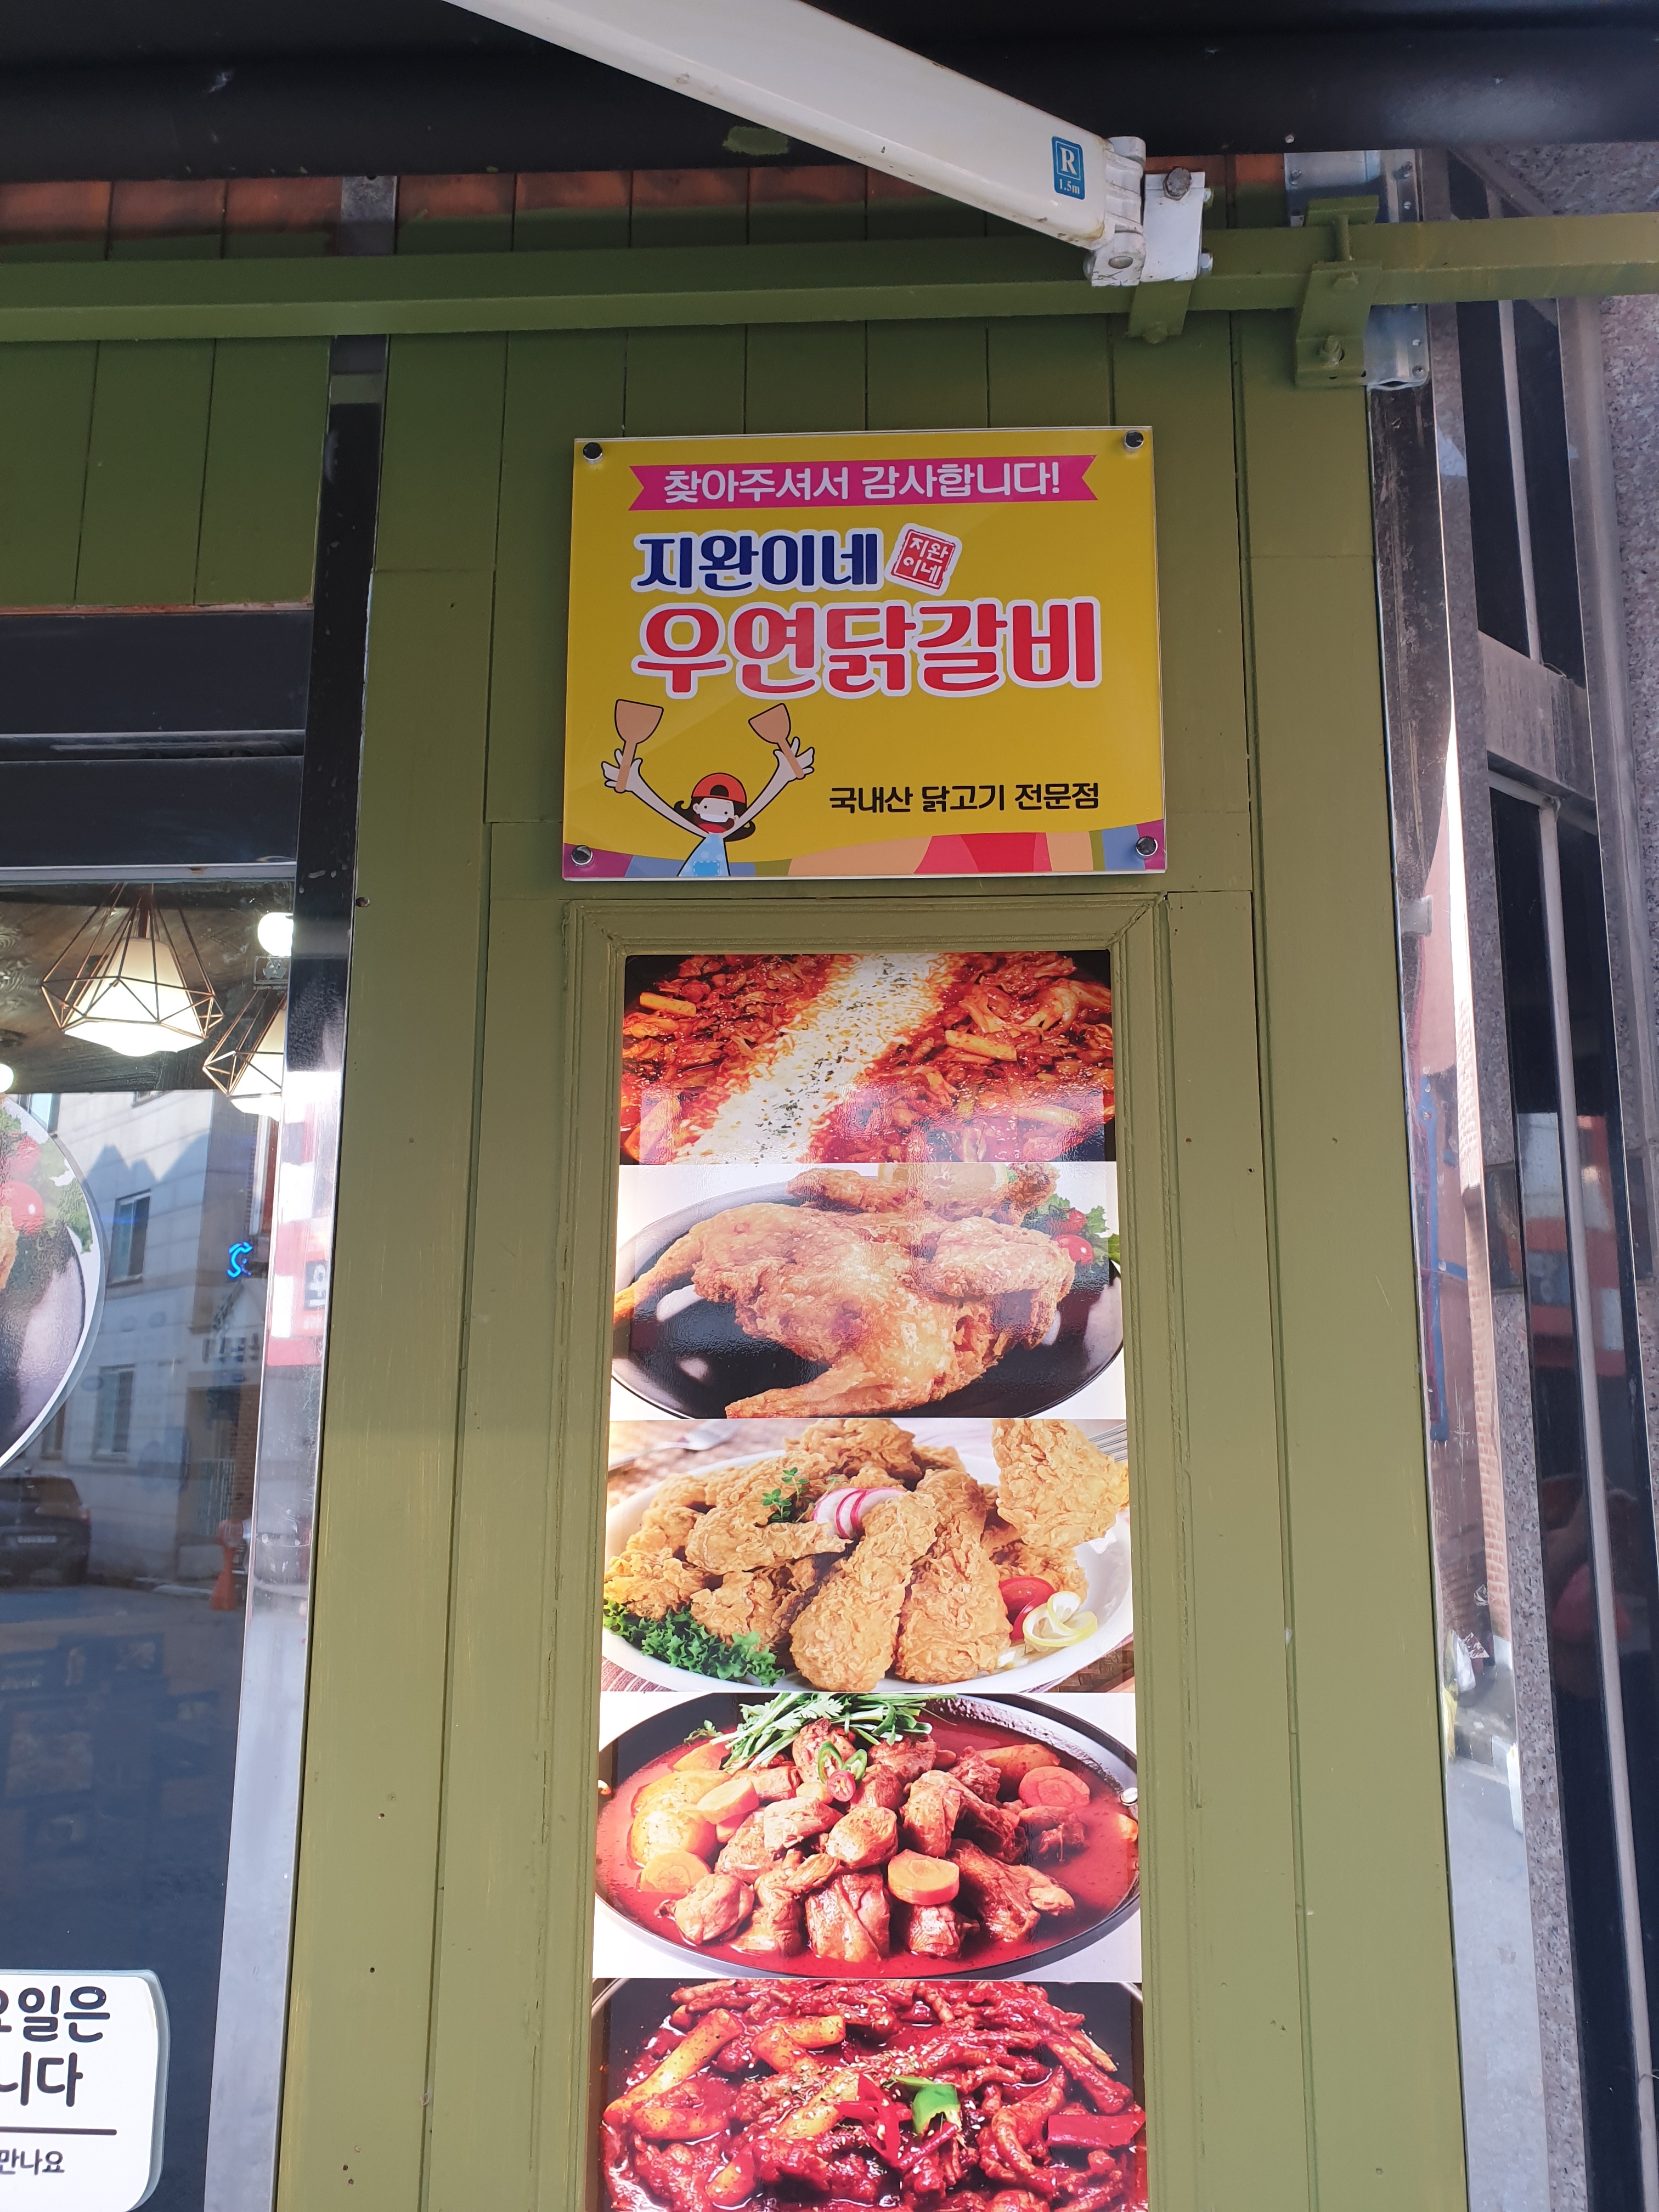 R
1.5m
찾아주셔서 감사합니다!
지완이네
지완
이네
우연닭갈비
국내산 닭고기 전문점
요일은
니다
만나요